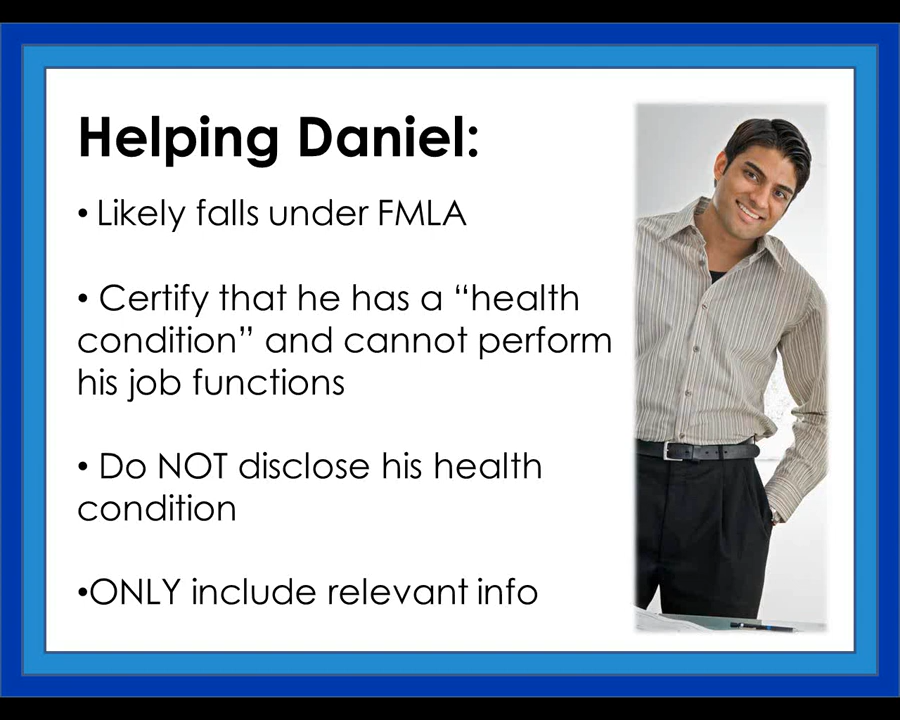 Helping Daniel:
• Likely falls under FMLA
• Certify that he has a “health
condition” and cannot perform
his job functions
• Do NOT disclose his health
condition
•ONLY include relevant info